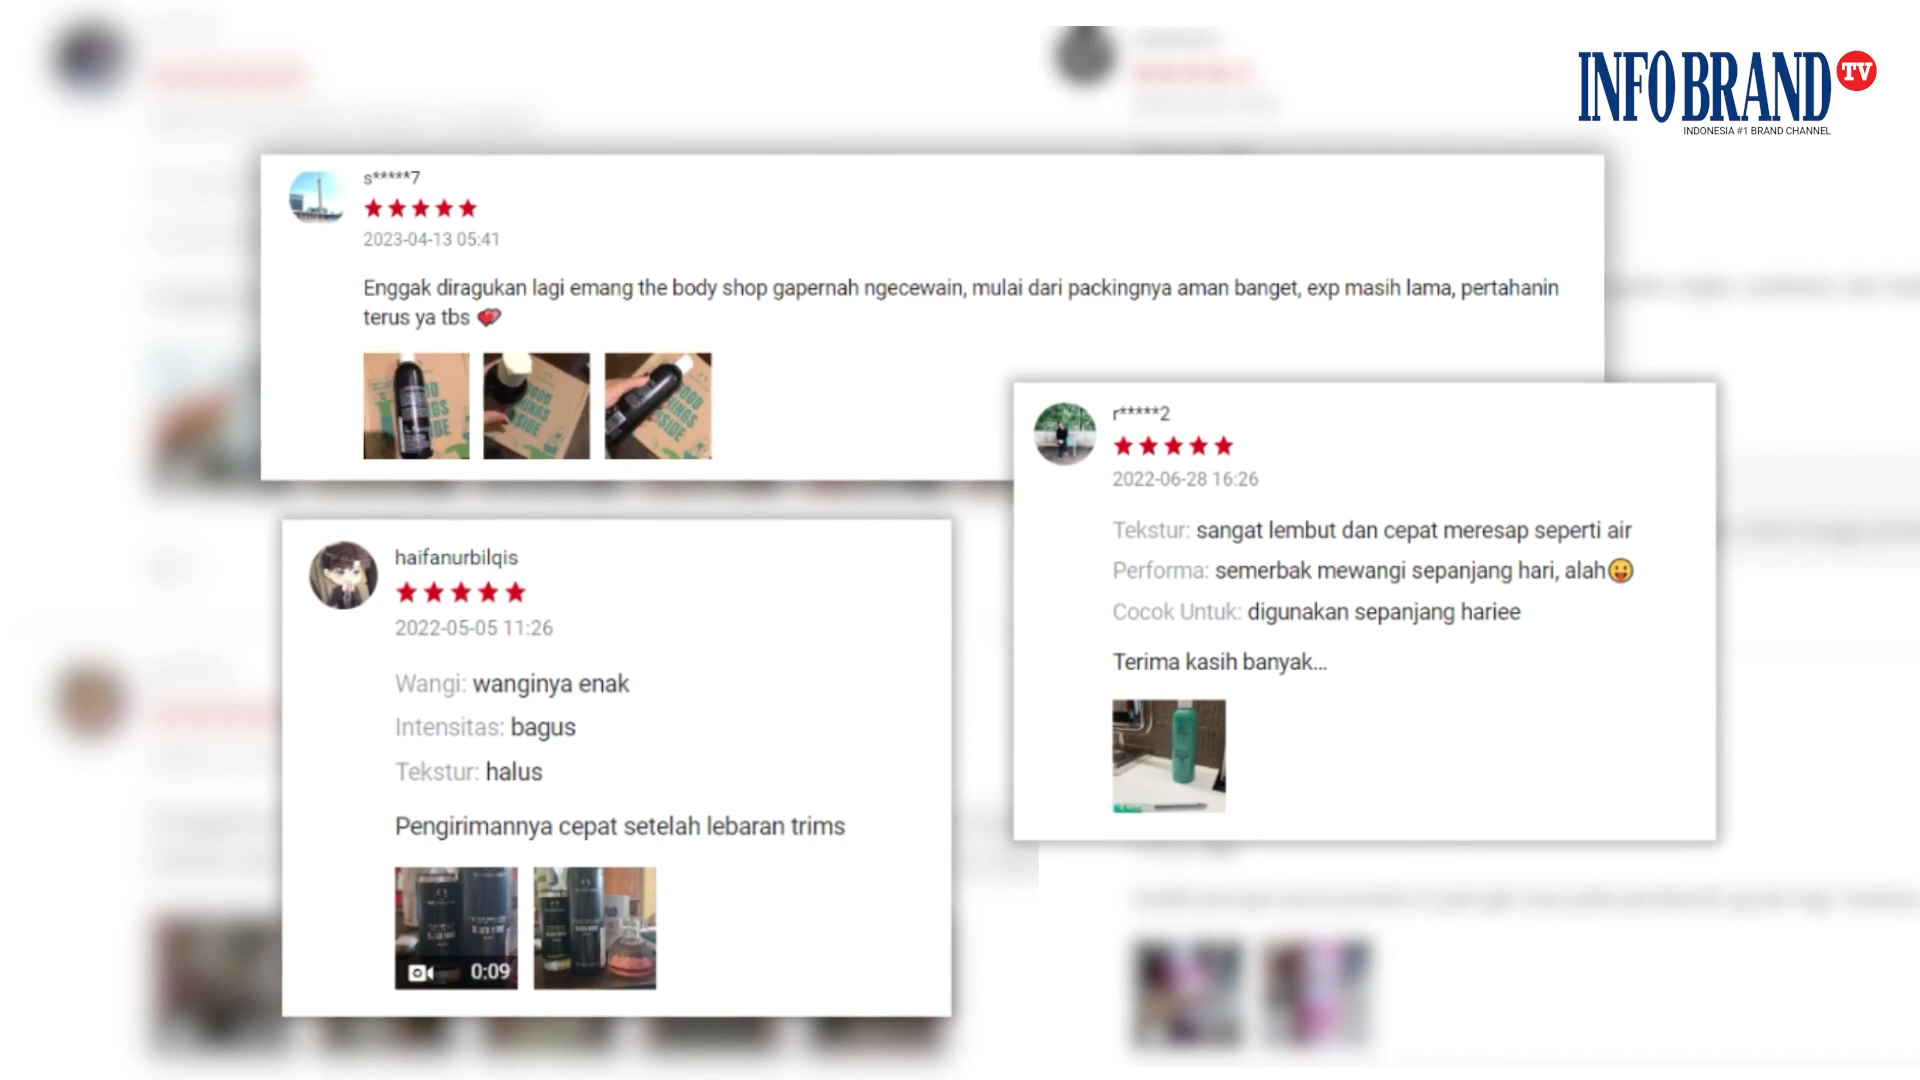 INFO BRAND TV
INDONESIA #1 BRAND CHANNEL
s*****7
2023-04-13 05:41
Enggak diragukan lagi emang the body shop gapernah ngecewain, mulai dari packingnya aman banget, exp masih lama, pertahanin
terus ya tbs 💕
r*****2
2022-06-28 16:26
Tekstur: sangat lembut dan cepat meresap seperti air
Performa: semerbak mewangi sepanjang hari, alah😛
Cocok Untuk: digunakan sepanjang hariee
Terima kasih banyak...
haifanurbilqis
2022-05-05 11:26
Wangi: wanginya enak
Intensitas: bagus
Tekstur: halus
Pengirimannya cepat setelah lebaran trims
0:09